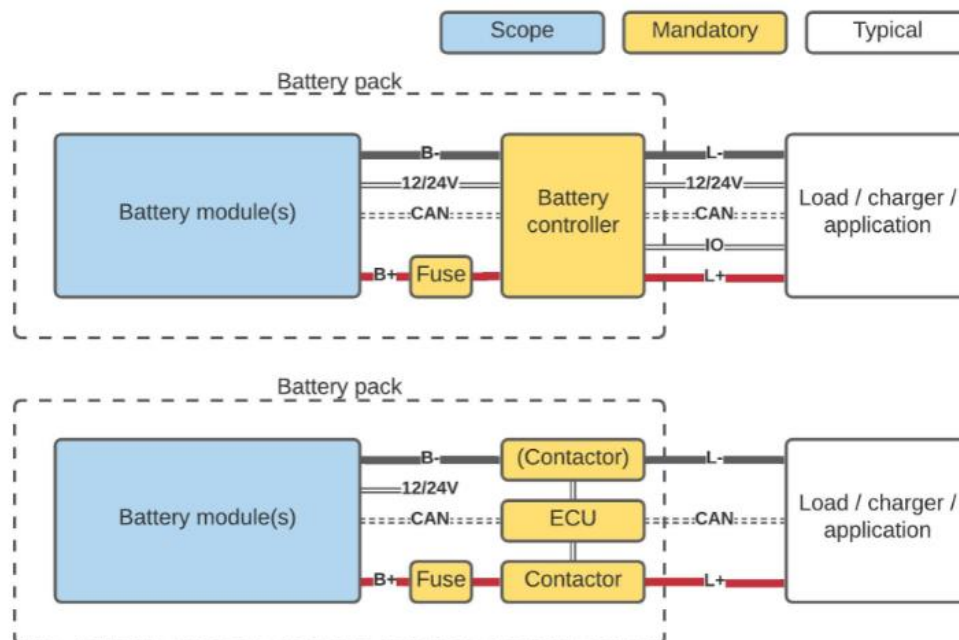 Scope
Mandatory
Typical
Battery pack
Battery module(s)
B-
12/24V
CAN
B+
Fuse
Battery
controller
L-
12/24V
CAN
IO
L+
Load / charger /
application
Battery pack
Battery module(s)
B-
12/24V
CAN
B+
Fuse
(Contactor)
ECU
Contactor
L-
CAN
L+
Load / charger /
application